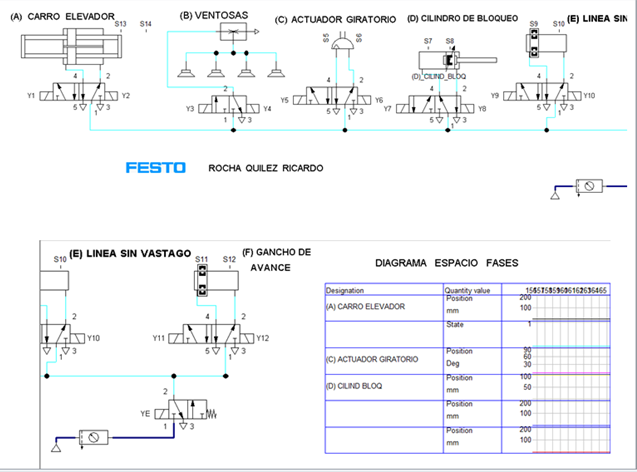 (A) CARRO ELEVADOR
S13 S14
(B) VENTOSAS
(C) ACTUADOR GIRATORIO
(D) CILINDRO DE BLOQUEO
(E) LINEA SIN
S5 S6
S7 S8
S9 S10
(D)_CILIND_BLOQ
4 2
2
4 2
4 2
4 2
Y1 Y2
Y3 Y4
Y5 Y6
Y7 Y8
Y9 Y10
5 1 3
1 3
5 1 3
5 1 3
5 1 3
FESTO
ROCHA QUILEZ RICARDO
S10
(E) LINEA SIN VASTAGO
S11 S12
(F) GANCHO DE
AVANCE
2
4 2
Y10
Y11 Y12
1 3
5 1 3
2
YE
1 3
DIAGRAMA ESPACIO FASES
Designation Quantity value
(A) CARRO ELEVADOR
Position
mm
200
100
State
1
(C) ACTUADOR GIRATORIO
Position
Deg
90
60
30
(D) CILIND BLOQ
Position
mm
100
50
Position
mm
200
100
Position
mm
200
100